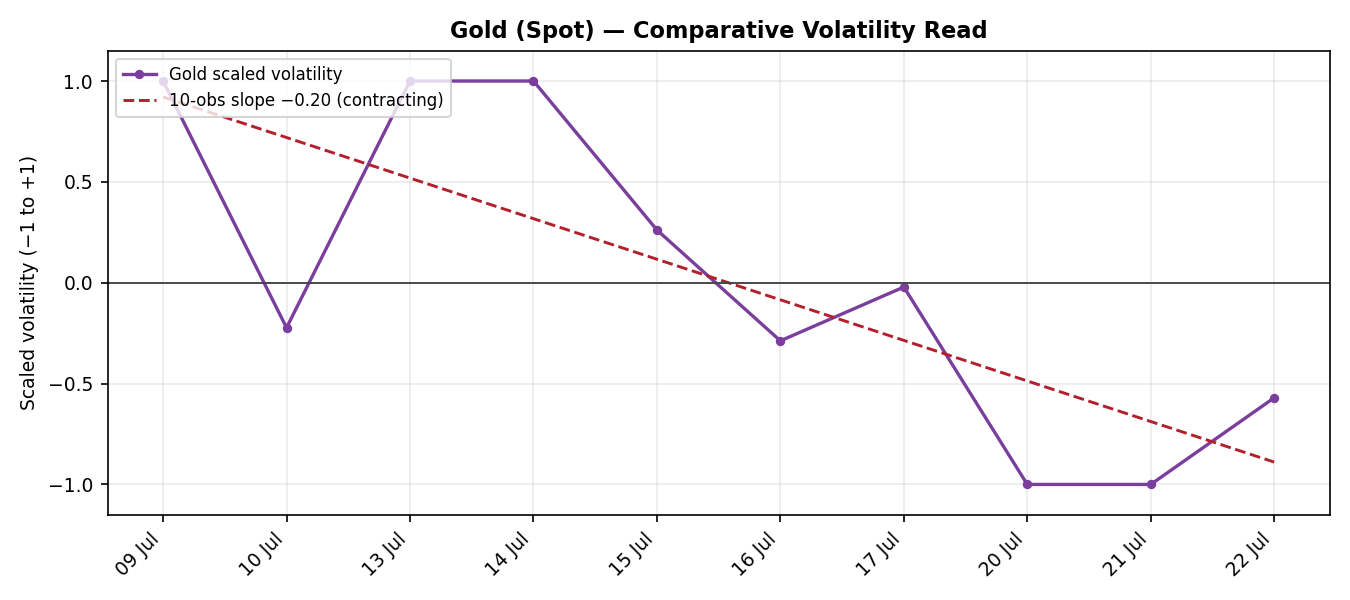 Gold (Spot) — Comparative Volatility Read
Gold scaled volatility
10-obs slope −0.20 (contracting)
Scaled volatility (−1 to +1)
1.0
0.5
0.0
−0.5
−1.0
09 Jul
10 Jul
13 Jul
14 Jul
15 Jul
16 Jul
17 Jul
20 Jul
21 Jul
22 Jul